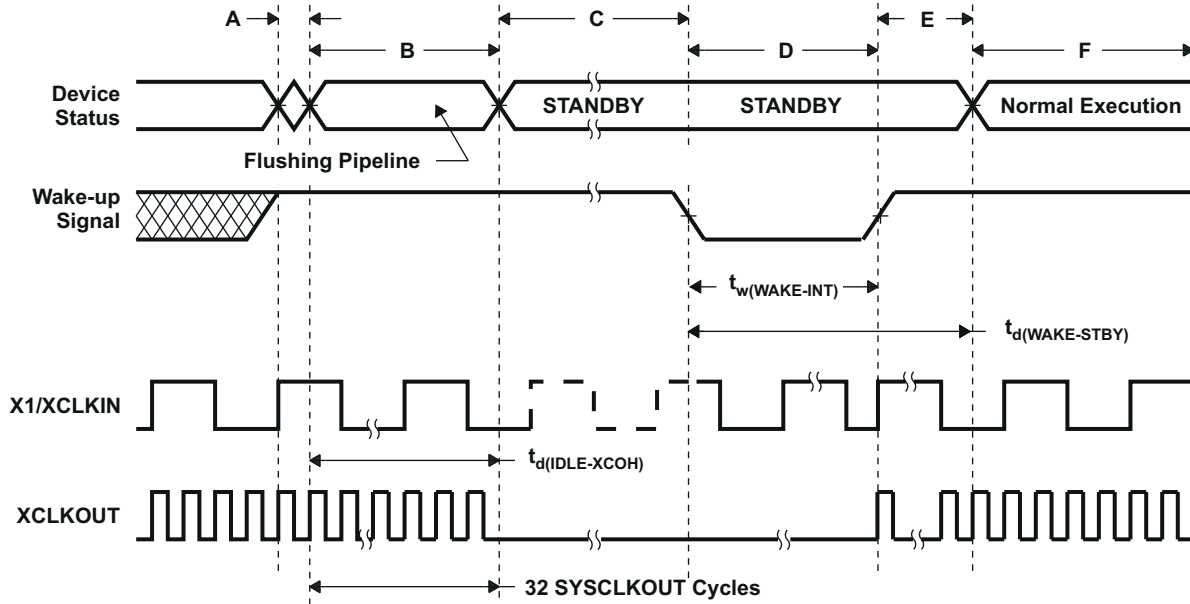 A
C
E
B
D
F
Device
Status
STANDBY
STANDBY
Normal Execution
Flushing Pipeline
Wake-up
Signal
tw(WAKE-INT)
td(WAKE-STBY)
X1/XCLKIN
td(IDLE-XCOH)
XCLKOUT
32 SYSCLKOUT Cycles